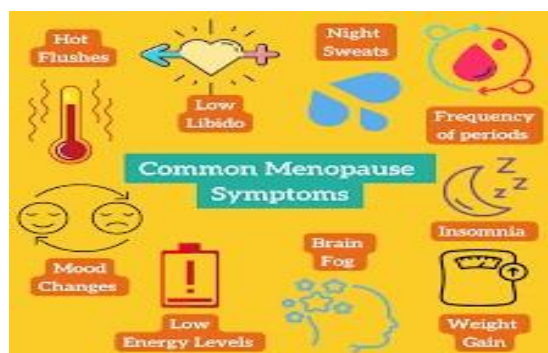 Hot
Flushes
Low
Libido
Night
Sweats
Frequency
of periods
Common Menopause
Symptoms
Mood
Changes
Low
Energy Levels
Brain
Fog
Z
z
z
Insomnia
Weight
Gain